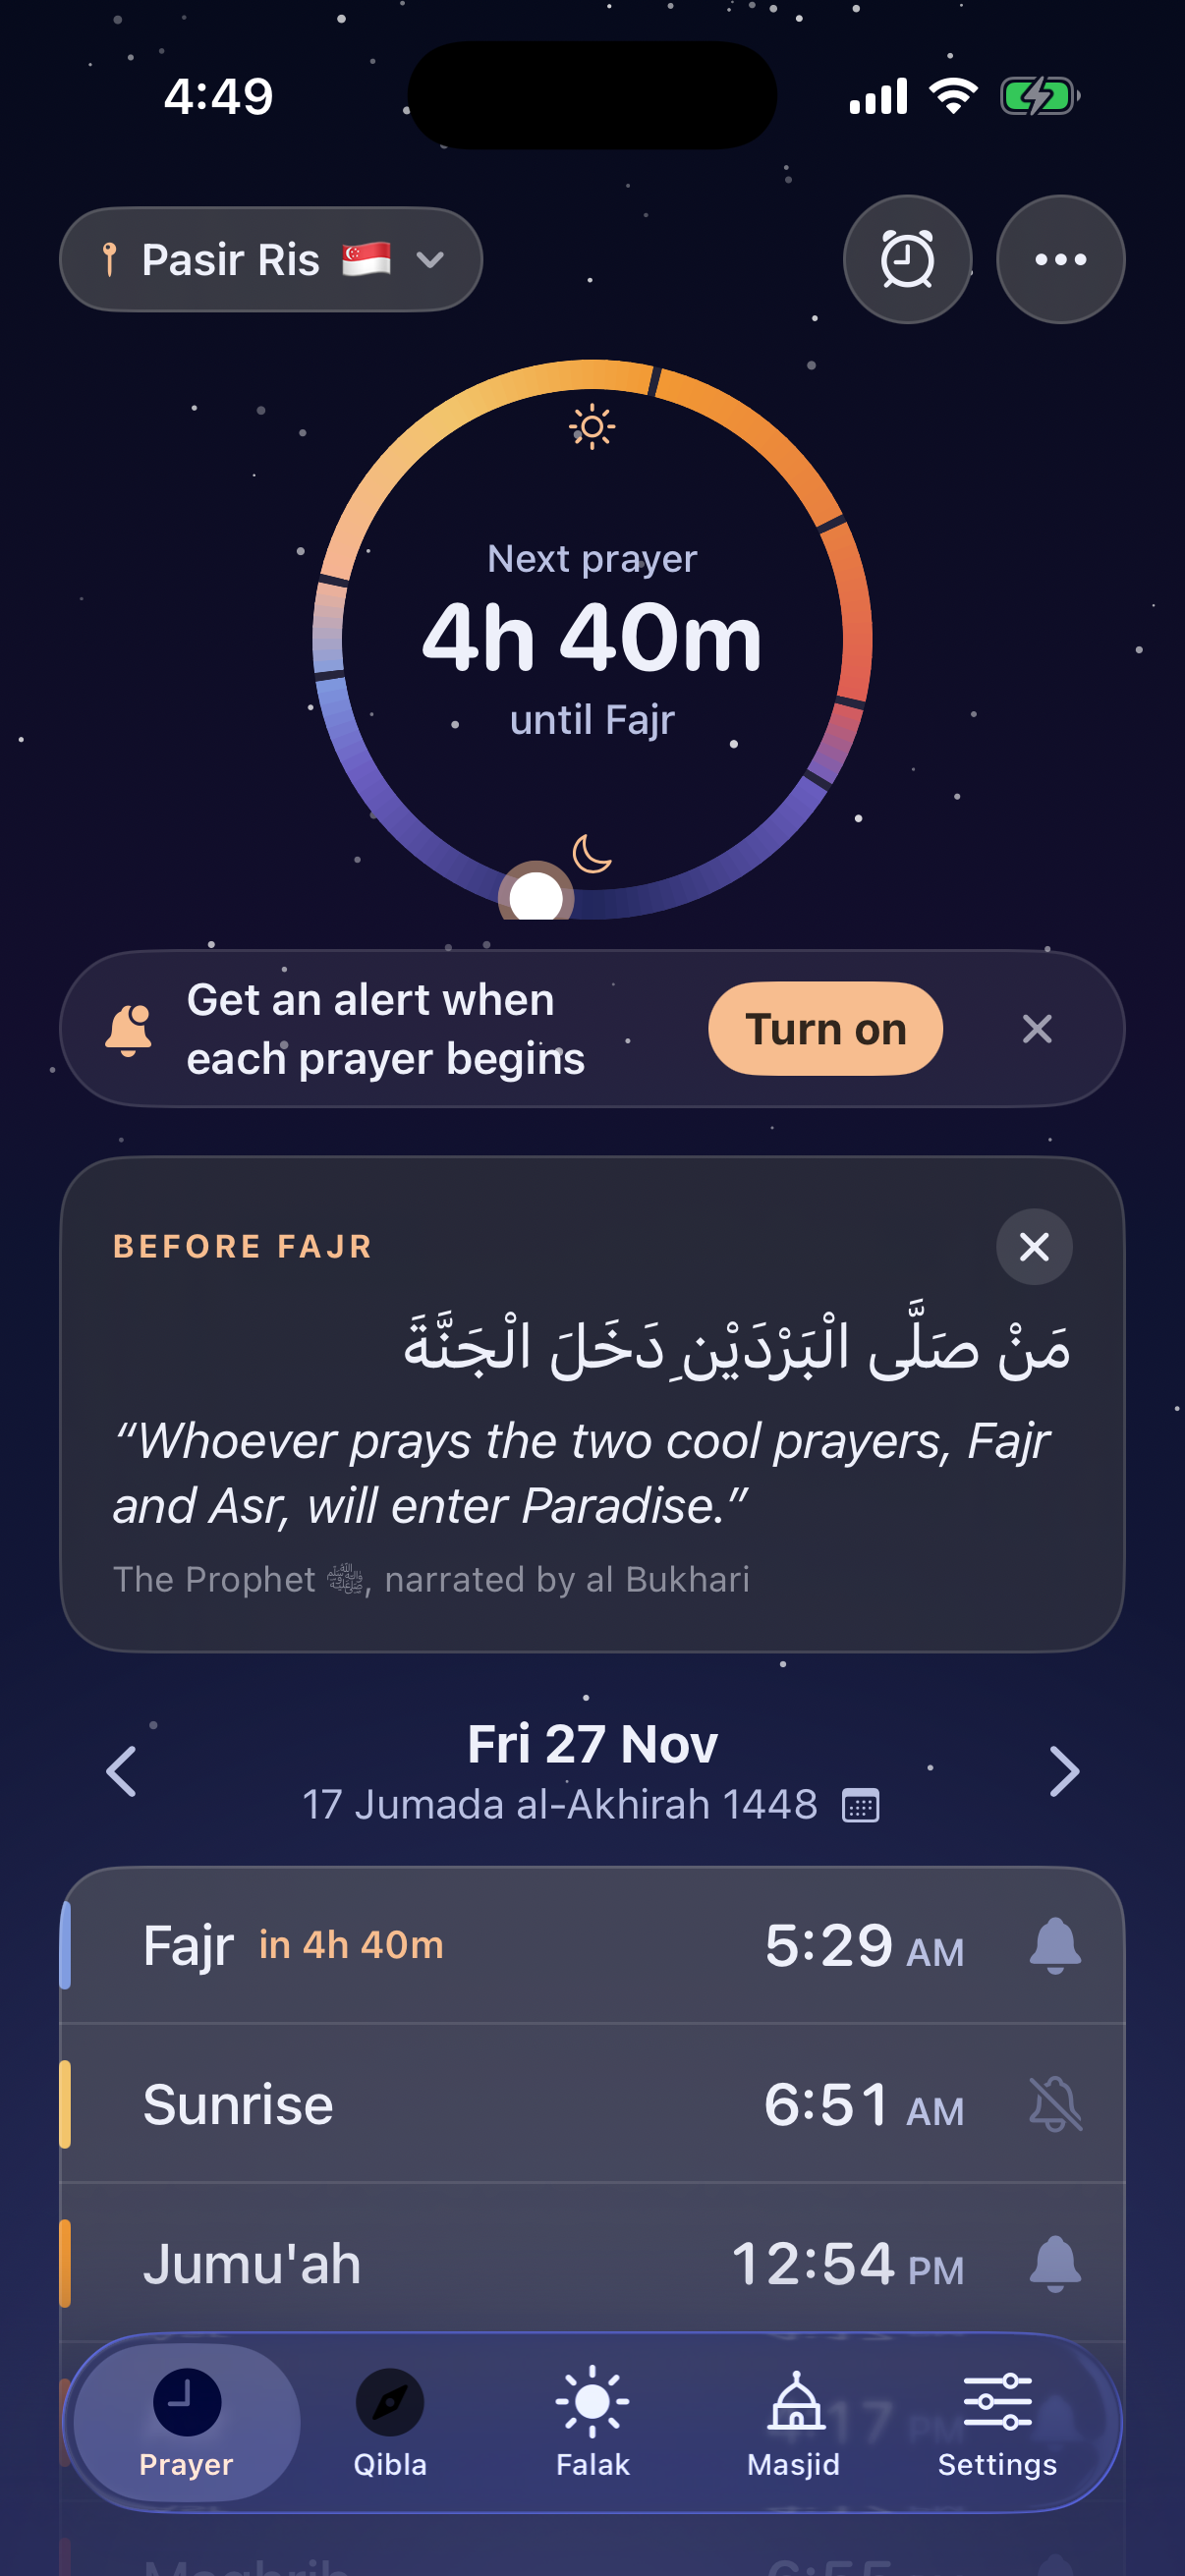 4:49
Pasir Ris 🇸🇬
Next prayer
4h 40m
until Fajr
Get an alert when
each prayer begins
Turn on
BEFORE FAJR
مَنْ صَلَّى الْبَرْدَيْنِ دَخَلَ الْجَنَّةَ
“Whoever prays the two cool prayers, Fajr
and Asr, will enter Paradise.”
The Prophet ﷺ, narrated by al Bukhari
Fri 27 Nov
17 Jumada al-Akhirah 1448
Fajr in 4h 40m 5:29 AM
Sunrise 6:51 AM
Jumu'ah 12:54 PM
Prayer Qibla Falak Masjid Settings